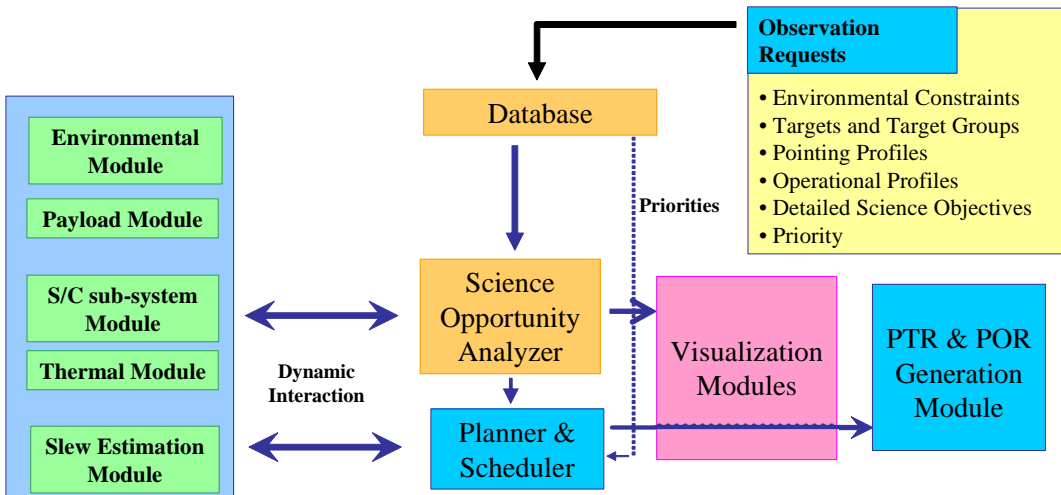 Observation
Requests
• Environmental Constraints
• Targets and Target Groups
• Pointing Profiles
• Operational Profiles
• Detailed Science Objectives
• Priority
Database
Priorities
Environmental
Module
Payload Module
S/C sub-system
Module
Thermal Module
Slew Estimation
Module
Dynamic
Interaction
Science
Opportunity
Analyzer
Planner &
Scheduler
Visualization
Modules
PTR & POR
Generation
Module